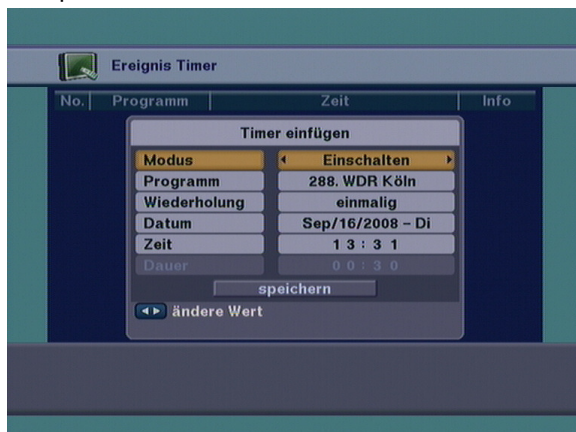 Ereignis Timer
No. Programm Zeit Info
Timer einfügen
Modus Einschalten
Programm 288. WDR Köln
Wiederholung einmalig
Datum Sep/16/2008 – Di
Zeit 13:31
Dauer 00:30
speichern
ändere Wert